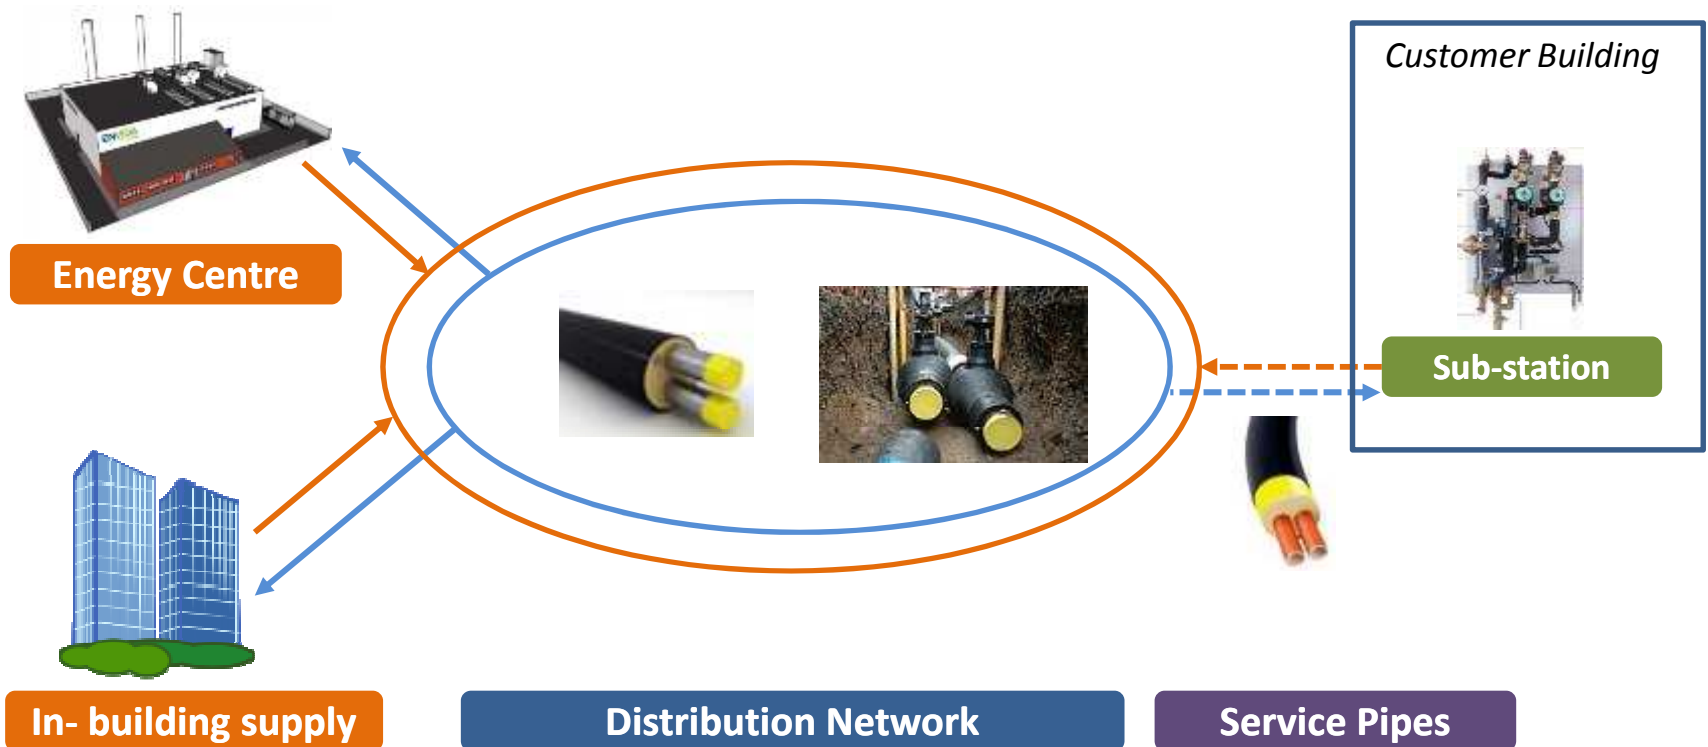 Customer Building
Energy Centre
Sub-station
In- building supply
Distribution Network
Service Pipes